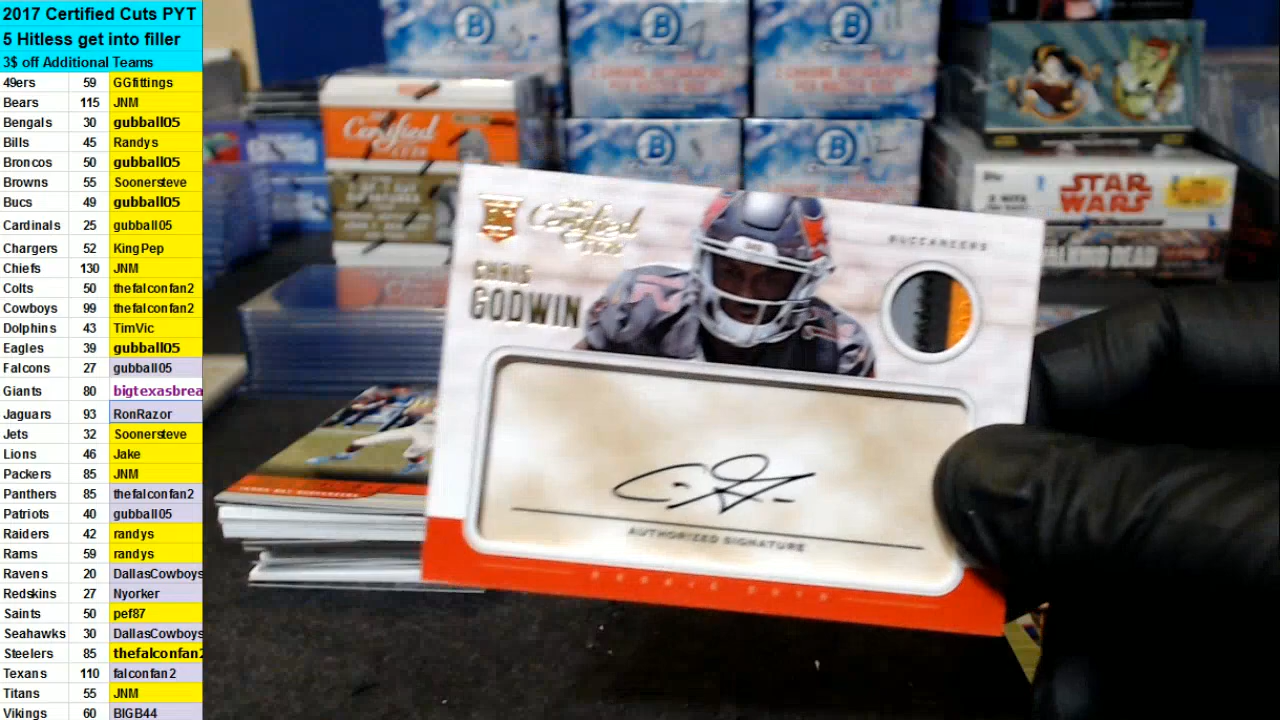 2017 Certified Cuts PYT
5 Hitless get into filler
3$ off Additional Teams
49ers 59 GGfittings
Bears 115 JNM
Bengals 30 gubball05
Bills 45 Randys
Broncos 50 gubball05
Browns 55 Soonersteve
Bucs 49 gubball05
Cardinals 25 gubball05
Chargers 52 KingPep
Chiefs 130 JNM
Colts 50 thefalconfan2
Cowboys 99 thefalconfan2
Dolphins 43 TimVic
Eagles 39 gubball05
Falcons 27 gubball05
Giants 80 bigtexasbrea
Jaguars 93 RonRazor
Jets 32 Soonersteve
Lions 46 Jake
Packers 85 JNM
Panthers 85 thefalconfan2
Patriots 40 gubball05
Raiders 42 randys
Rams 59 randys
Ravens 20 DallasCowboys
Redskins 27 Nyorker
Saints 50 pef87
Seahawks 30 DallasCowboys
Steelers 85 thefalconfan2
Texans 110 falconfan2
Titans 55 JNM
Vikings 60 BIGB44
Certified
Cuts
BUCCANEERS
CHRIS
GODWIN
AUTHORIZED SIGNATURE
Certified
B
B
B
B
B
Topps
STAR
WARS
WALKING DEAD